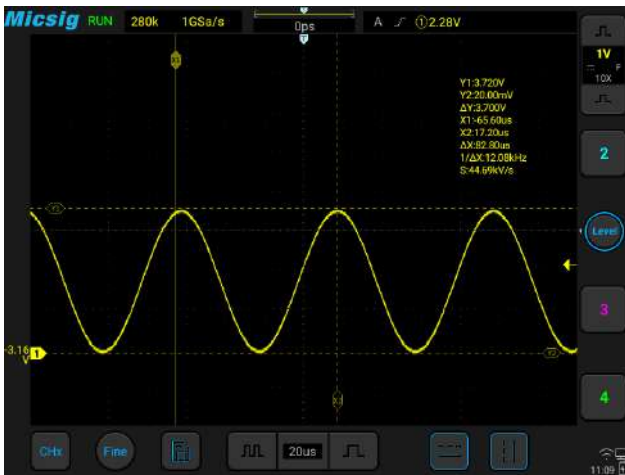 Micsig RUN 280k 1GSa/s 0ps A ①2.28V
1V
F
10X
X1
Y1:3.720V
Y2:20.00mV
ΔY:3.700V
X1:-65.60us
X2:17.20us
ΔX:82.80us
1/ΔX:12.08kHz
S:44.69kV/s
2
Y1
Level
3
-3.16
V
1
Y2
X2
4
CHx Fine 20us
11:09